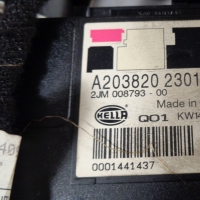 A203820 2301
2JM 008793 - 00
Made in
HELLA
Q01 KW14
0001441437